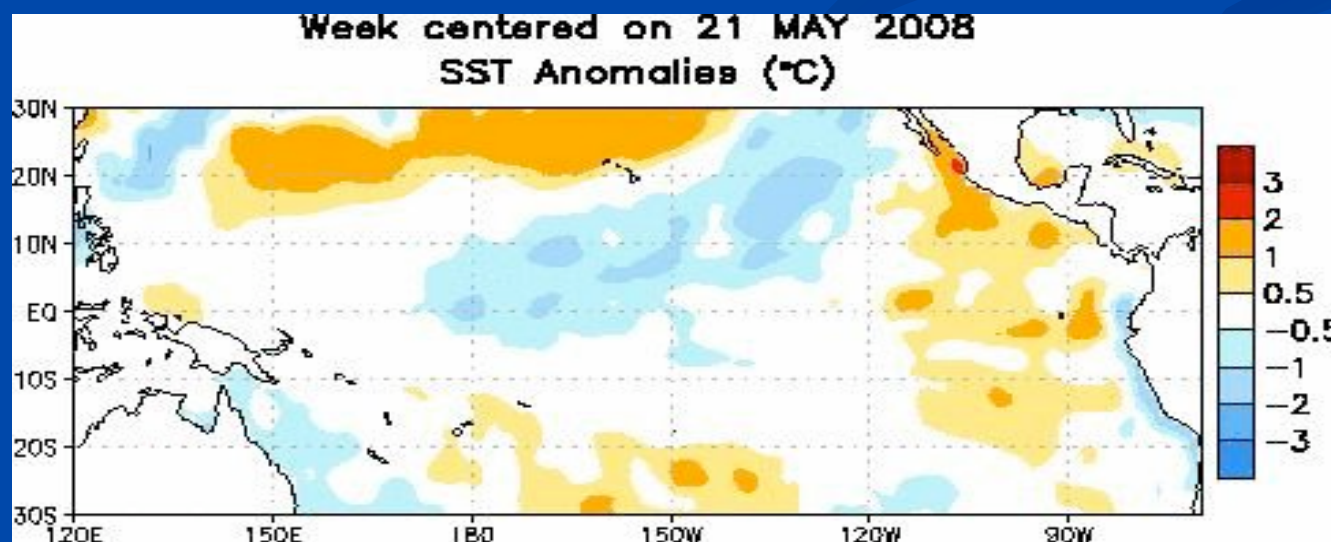 Week centered on 21 MAY 2008
SST Anomalies (°C)
30N
20N
10N
EQ
10S
20S
30S
120E 150E 180 150W 120W 90W
3
2
1
0.5
-0.5
-1
-2
-3